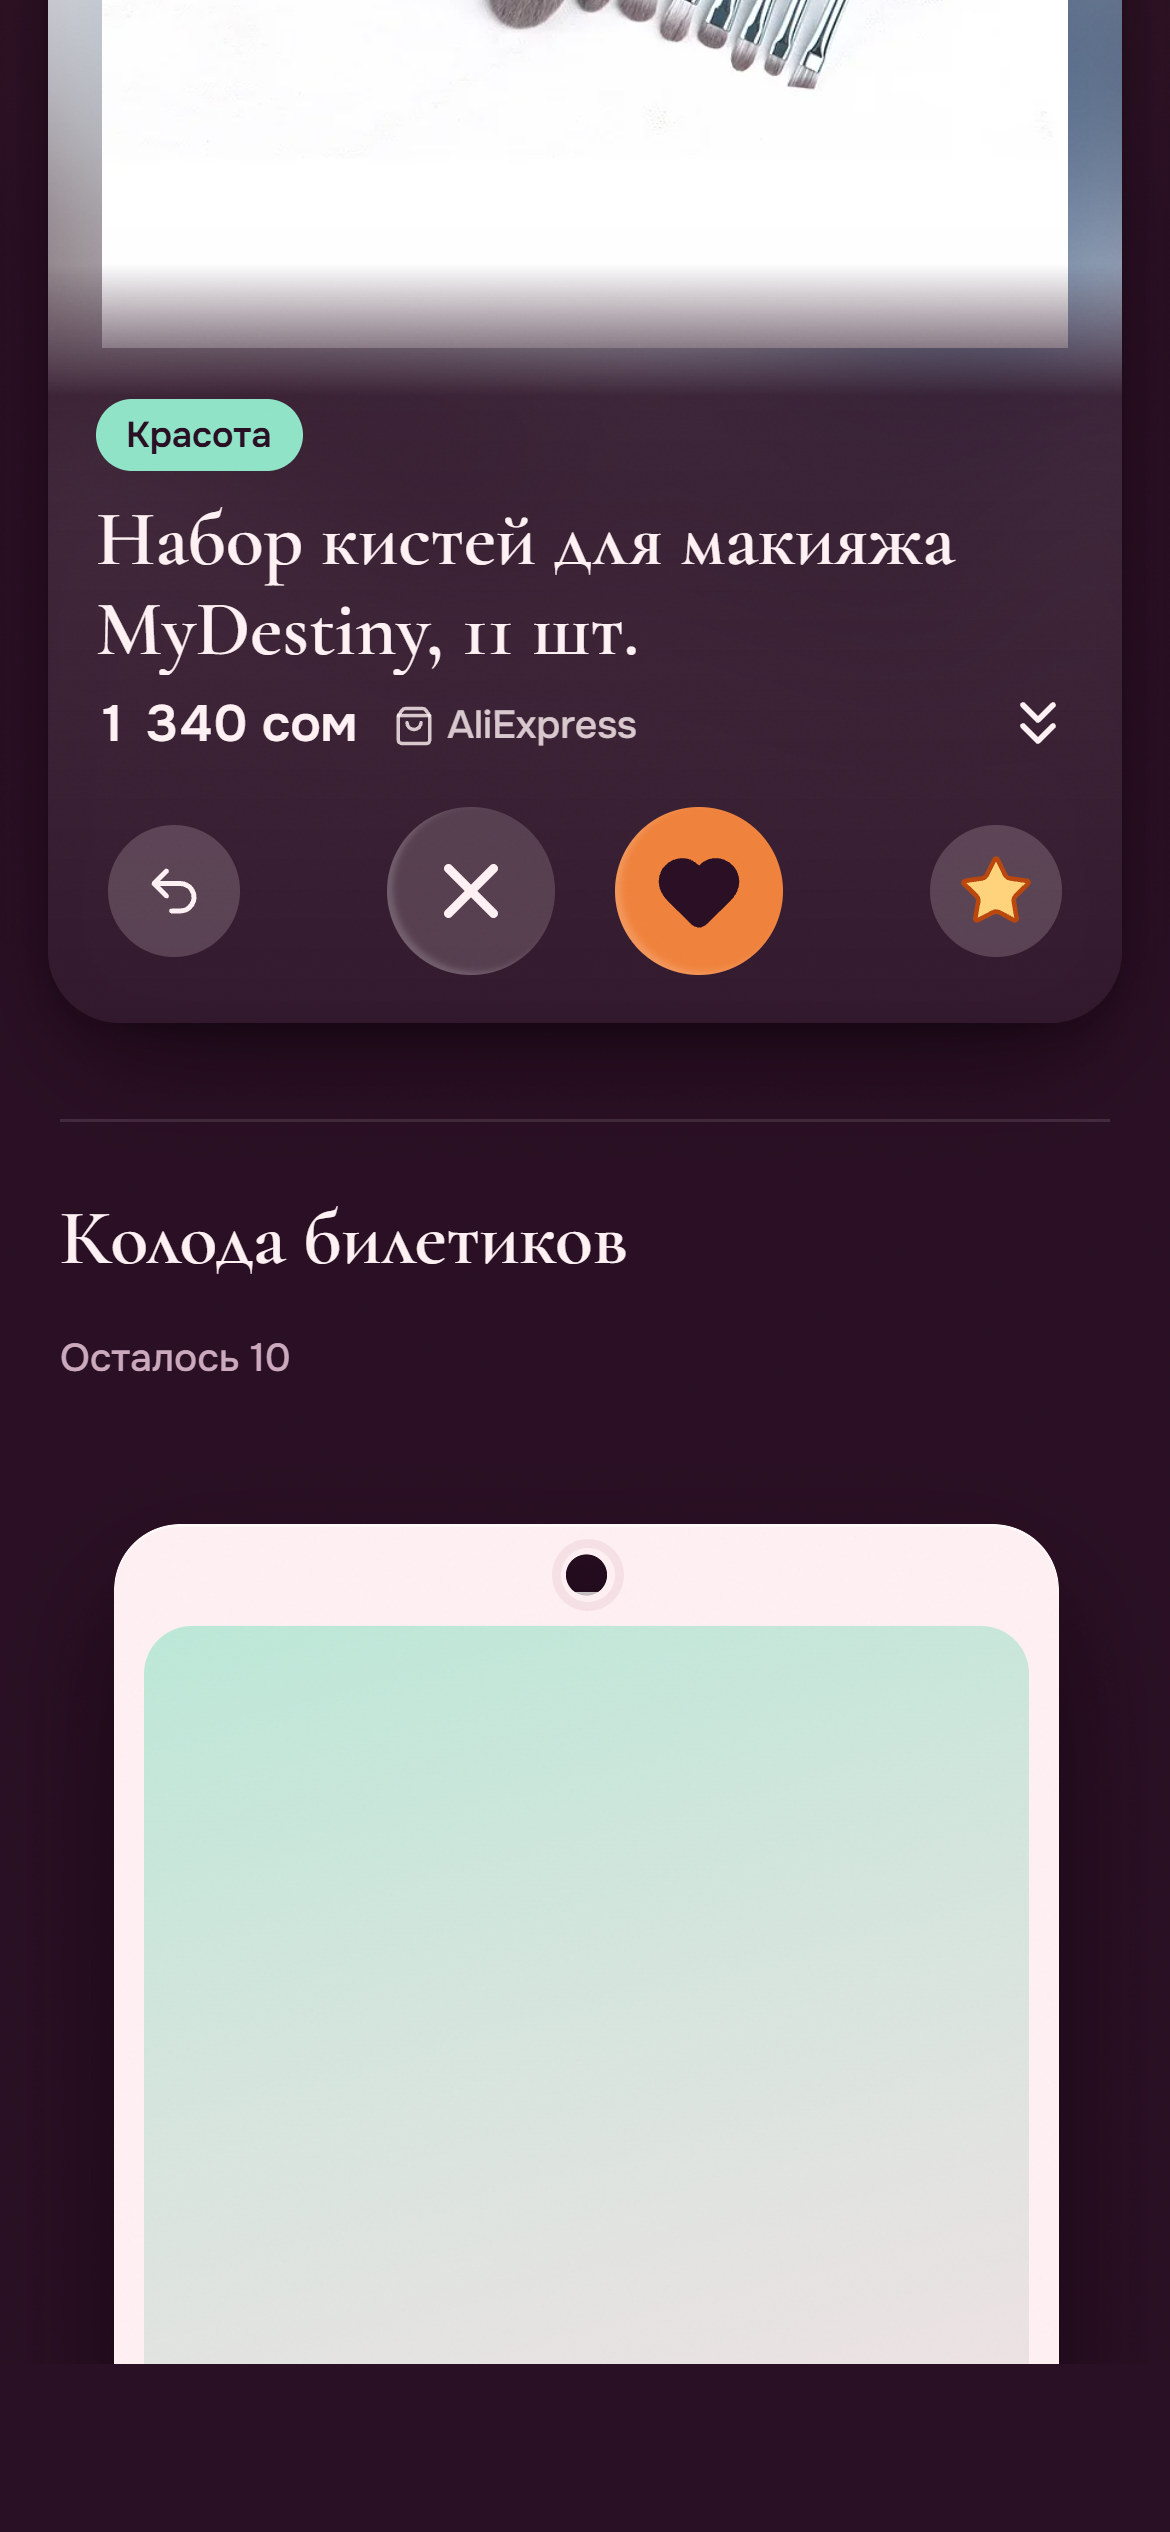 Красота
Набор кистей для макияжа
MyDestiny, 11 шт.
1 340 сом AliExpress
Колода билетиков
Осталось 10